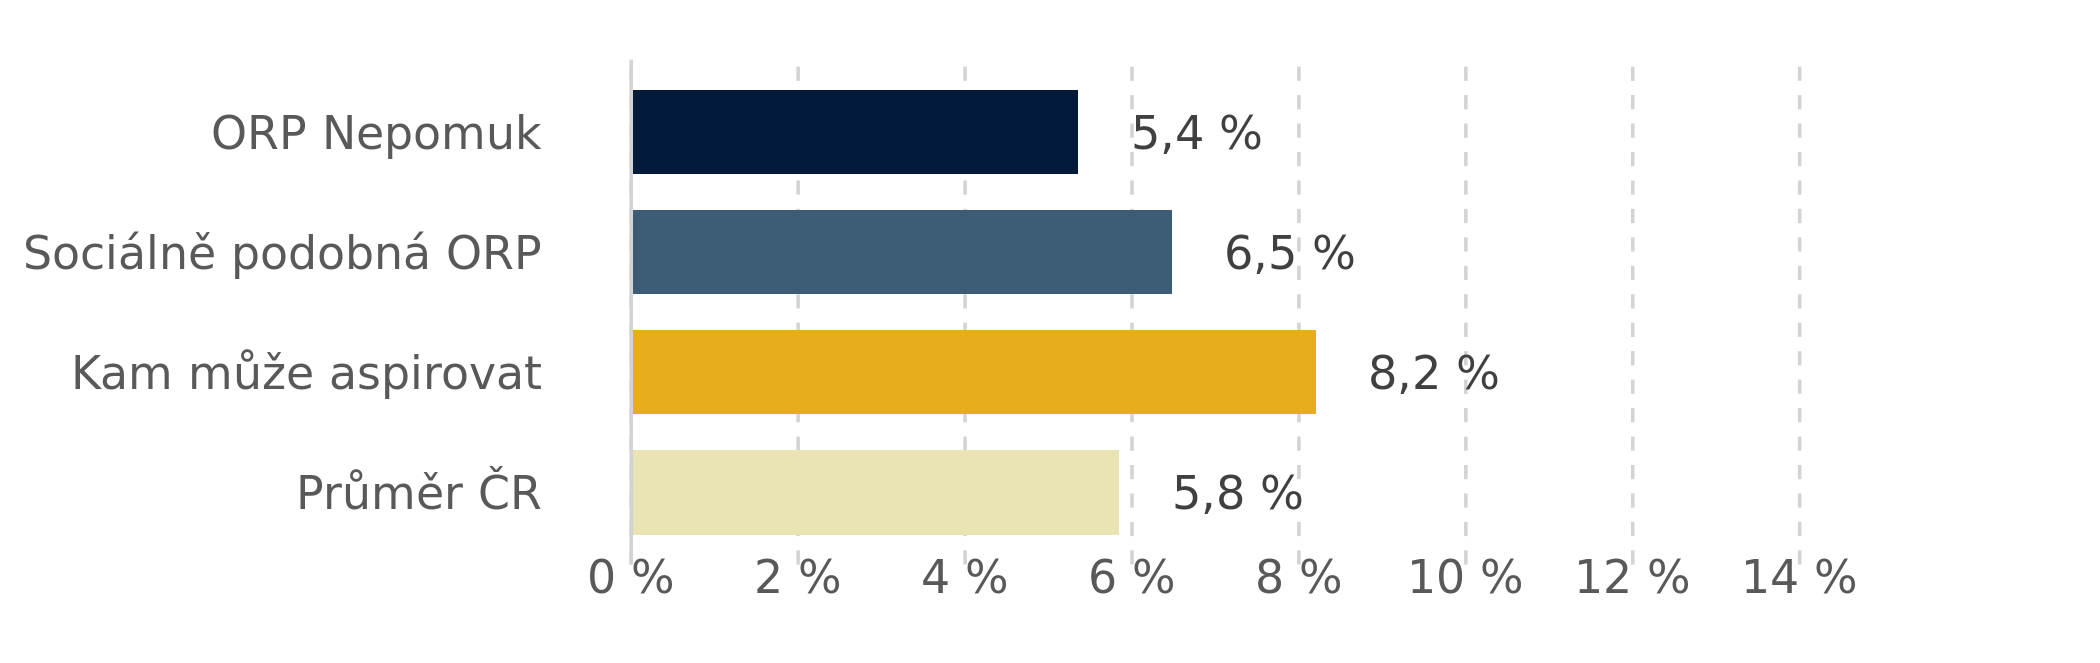 ORP Nepomuk 5,4 %
Sociálně podobná ORP 6,5 %
Kam může aspirovat 8,2 %
Průměr ČR 5,8 %
0 % 2 % 4 % 6 % 8 % 10 % 12 % 14 %